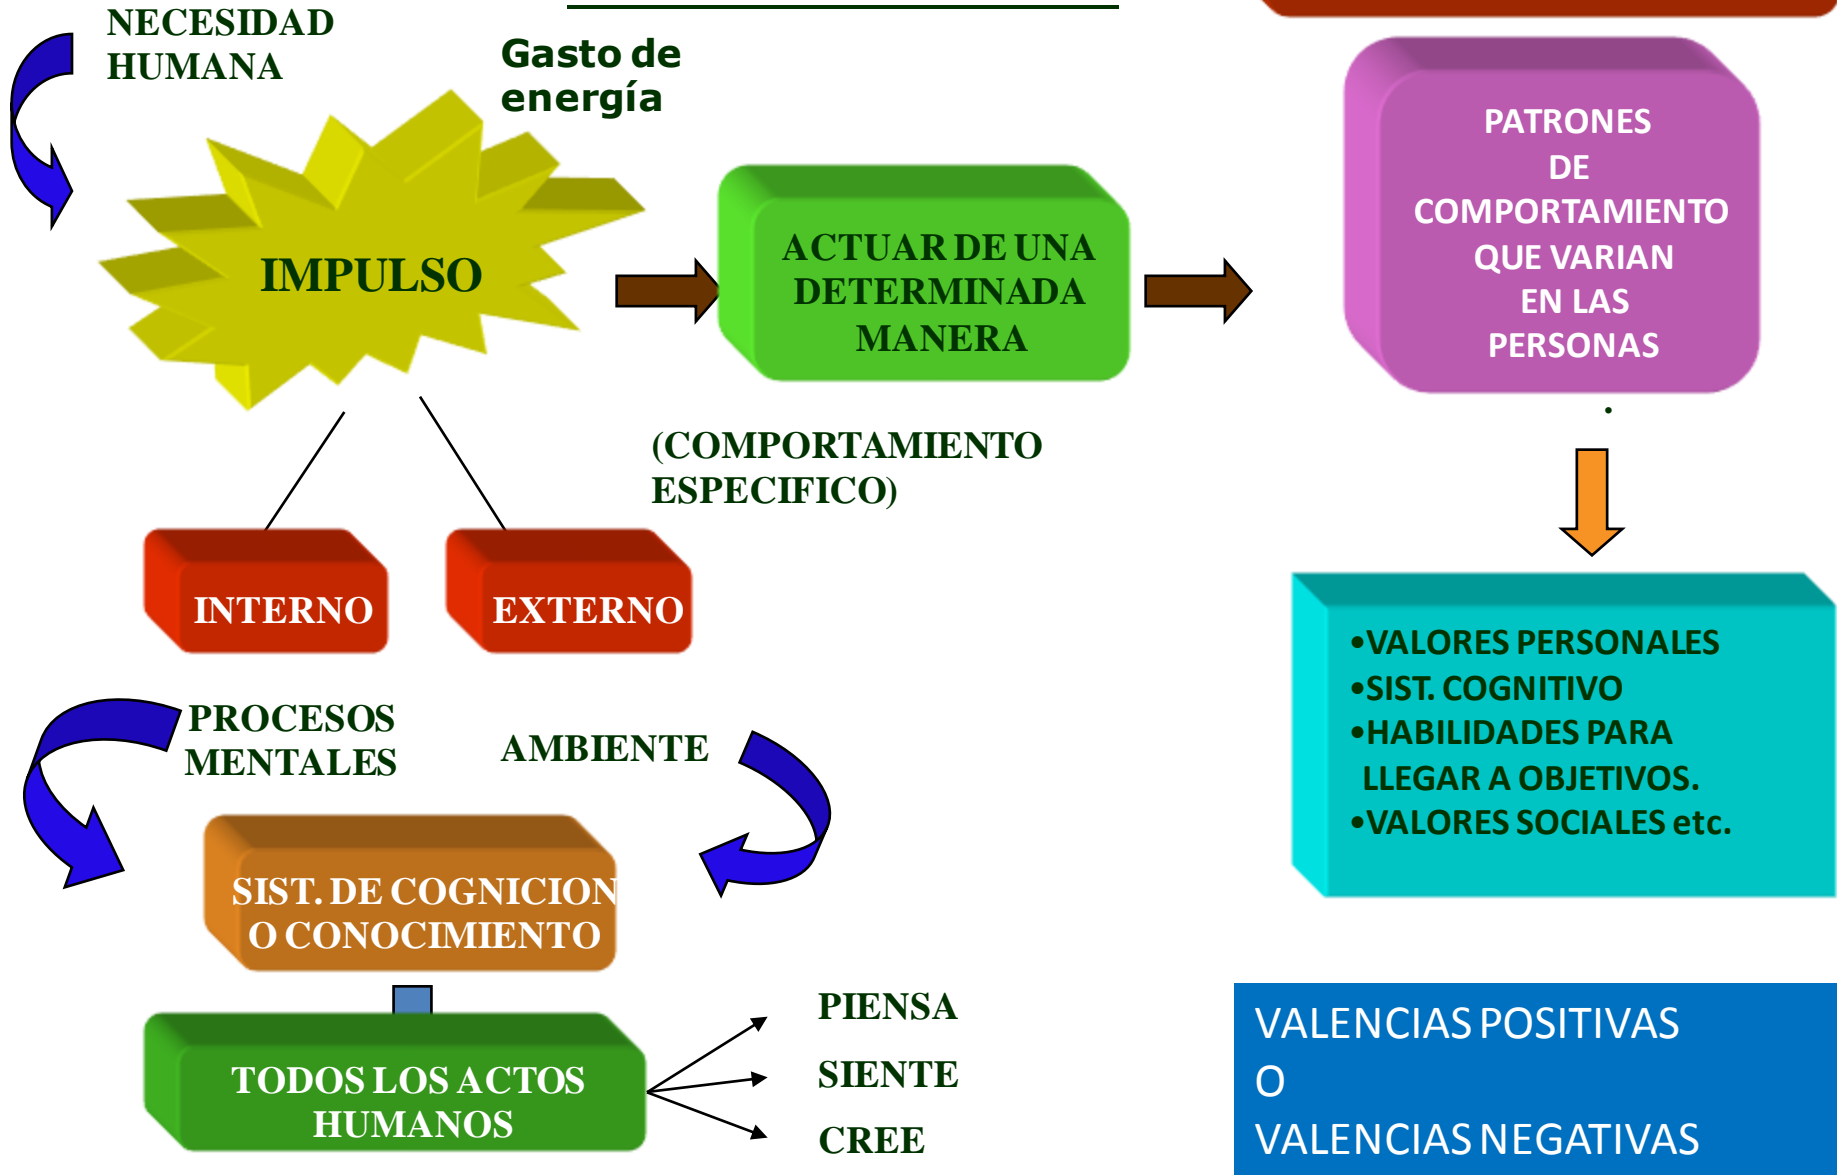 NECESIDAD
HUMANA
Gasto de
energía
IMPULSO
ACTUAR DE UNA
DETERMINADA
MANERA
(COMPORTAMIENTO
ESPECIFICO)
PATRONES
DE
COMPORTAMIENTO
QUE VARIAN
EN LAS
PERSONAS
.
INTERNO
EXTERNO
PROCESOS
MENTALES
AMBIENTE
SIST. DE COGNICION
O CONOCIMIENTO
TODOS LOS ACTOS
HUMANOS
PIENSA
SIENTE
CREE
•VALORES PERSONALES
•SIST. COGNITIVO
•HABILIDADES PARA
LLEGAR A OBJETIVOS.
•VALORES SOCIALES etc.
VALENCIAS POSITIVAS
O
VALENCIAS NEGATIVAS